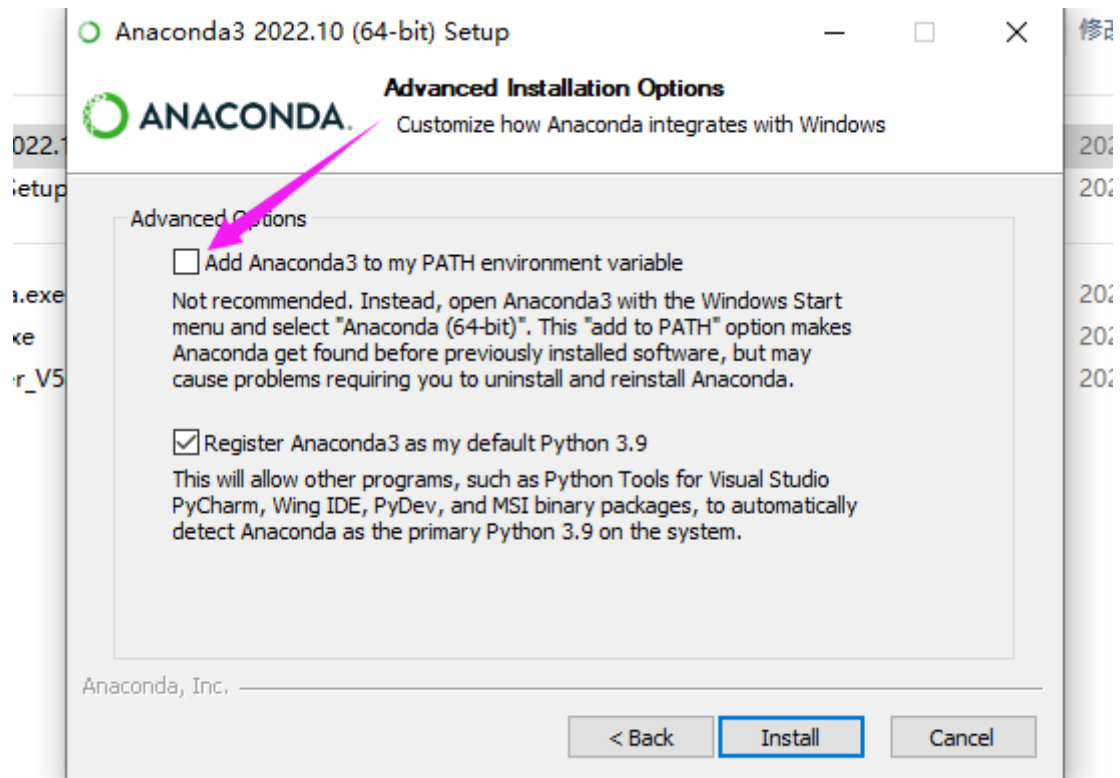 Anaconda3 2022.10 (64-bit) Setup
修改
ANACONDA.
Advanced Installation Options
Customize how Anaconda integrates with Windows
022.1
202
Setup
202
Advanced Options
Add Anaconda3 to my PATH environment variable
Not recommended. Instead, open Anaconda3 with the Windows Start
menu and select "Anaconda (64-bit)". This "add to PATH" option makes
Anaconda get found before previously installed software, but may
cause problems requiring you to uninstall and reinstall Anaconda.
a.exe
202
xe
202
r_V5
202
Register Anaconda3 as my default Python 3.9
This will allow other programs, such as Python Tools for Visual Studio
PyCharm, Wing IDE, PyDev, and MSI binary packages, to automatically
detect Anaconda as the primary Python 3.9 on the system.
Anaconda, Inc.
< Back
Install
Cancel